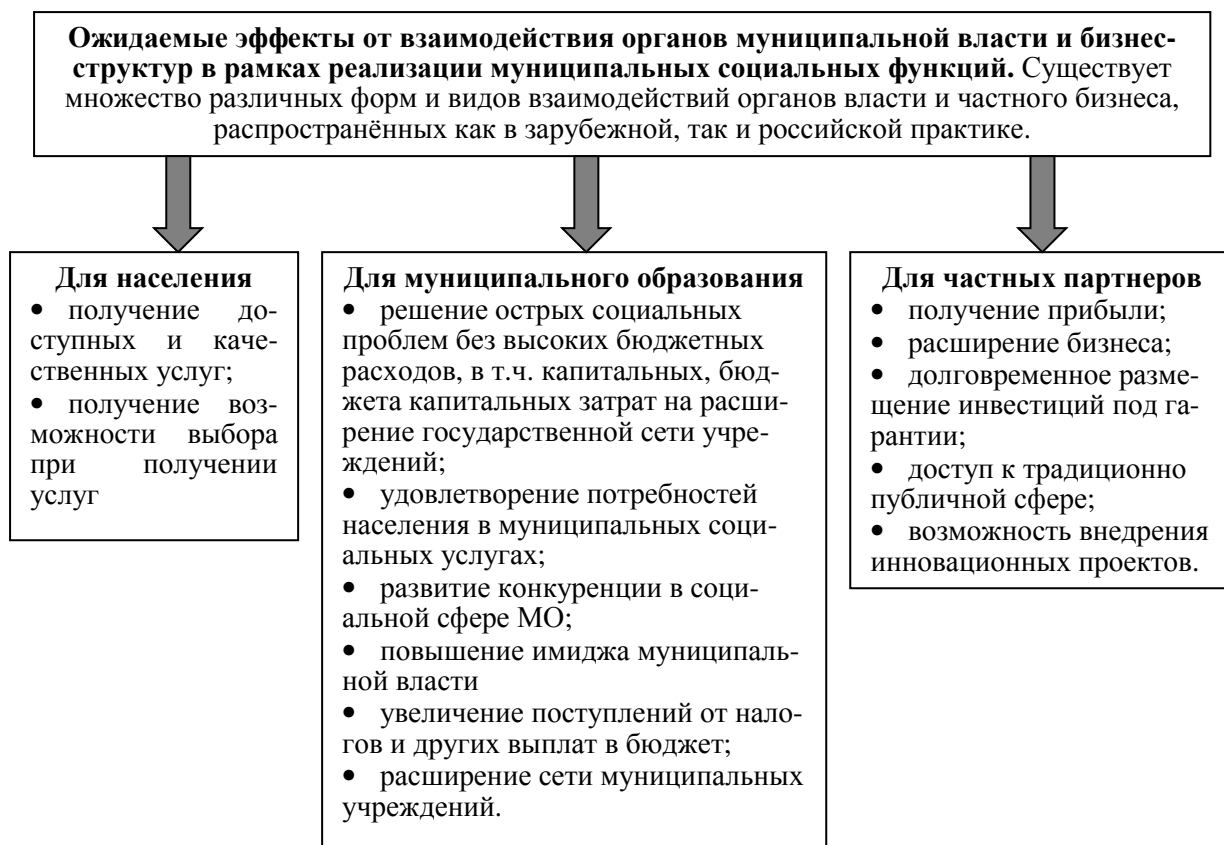 Ожидаемые эффекты от взаимодействия органов муниципальной власти и бизнес-
структур в рамках реализации муниципальных социальных функций. Существует
множество различных форм и видов взаимодействий органов власти и частного бизнеса,
распространённых как в зарубежной, так и российской практике.
Для населения
• получение до-
ступных и каче-
ственных услуг;
• получение воз-
можности выбора
при получении
услуг
Для муниципального образования
• решение острых социальных
проблем без высоких бюджетных
расходов, в т.ч. капитальных, бюд-
жета капитальных затрат на расши-
рение государственной сети учре-
ждений;
• удовлетворение потребностей
населения в муниципальных соци-
альных услугах;
• развитие конкуренции в соци-
альной сфере МО;
• повышение имиджа муниципаль-
ной власти
• увеличение поступлений от нало-
гов и других выплат в бюджет;
• расширение сети муниципальных
учреждений.
Для частных партнеров
• получение прибыли;
• расширение бизнеса;
• долговременное разме-
щение инвестиций под га-
рантии;
• доступ к традиционно
публичной сфере;
• возможность внедрения
инновационных проектов.